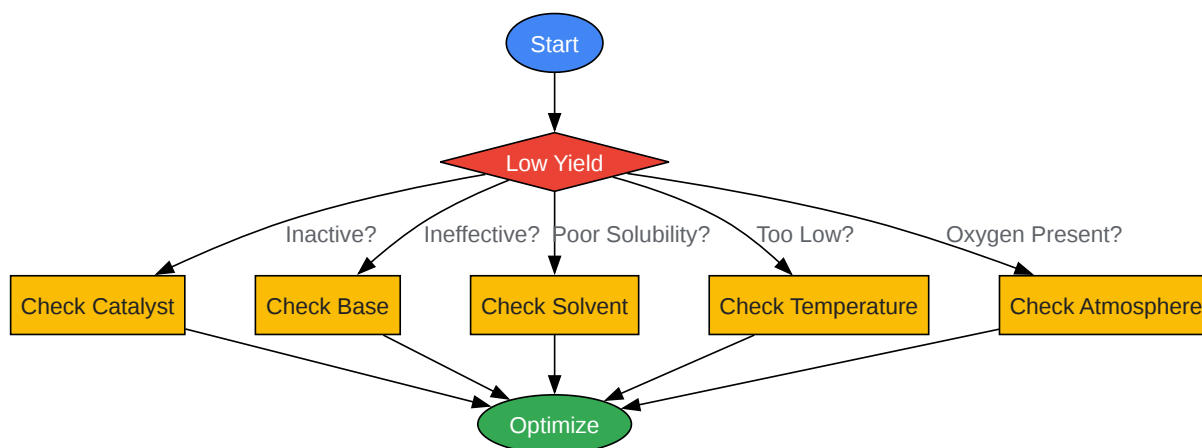 Start
Low Yield
Inactive?
Ineffective?
Poor Solubility?
Too Low?
Oxygen Present?
Check Catalyst
Check Base
Check Solvent
Check Temperature
Check Atmosphere
Optimize